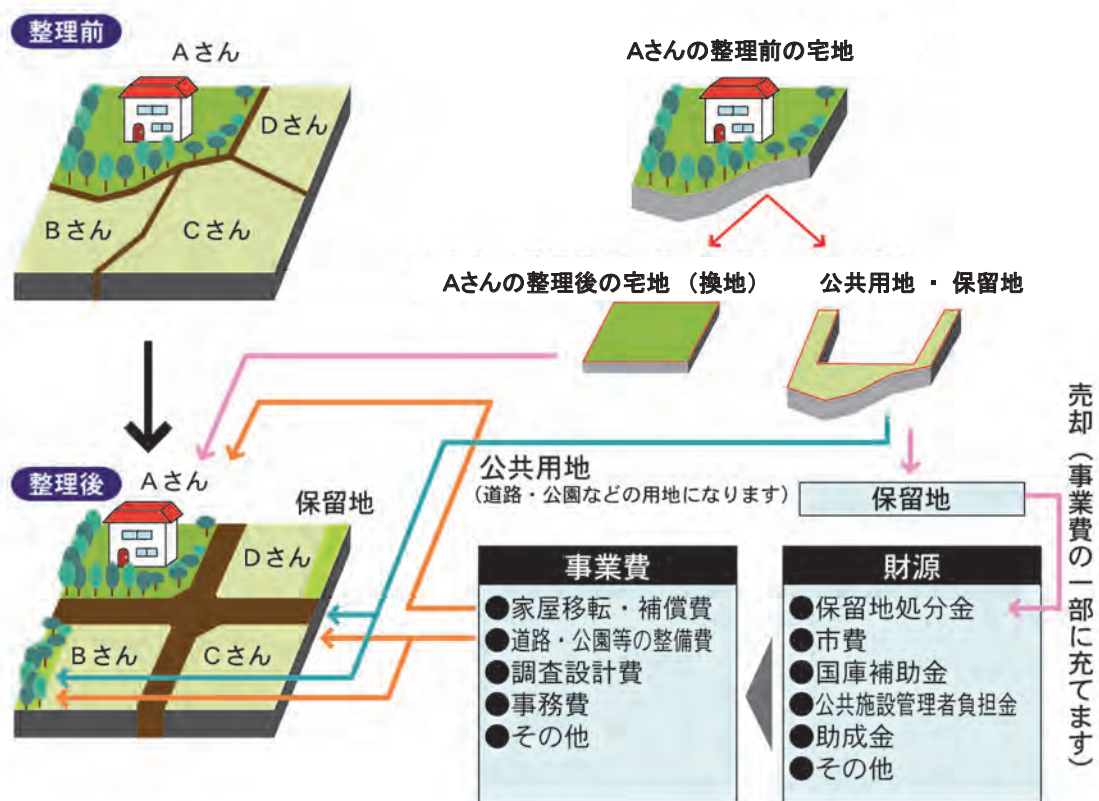 整理前
Aさん
Dさん
Bさん
Cさん
Aさんの整理前の宅地
Aさんの整理後の宅地（換地）
公共用地・保留地
整理後
Aさん
保留地
Dさん
Bさん
Cさん
公共用地
（道路・公園などの用地になります）
保留地
売却（事業費の一部に充てます）
事業費
●家屋移転・補償費
●道路・公園等の整備費
●調査設計費
●事務費
●その他
財源
●保留地処分金
●市費
●国庫補助金
●公共施設管理者負担金
●助成金
●その他